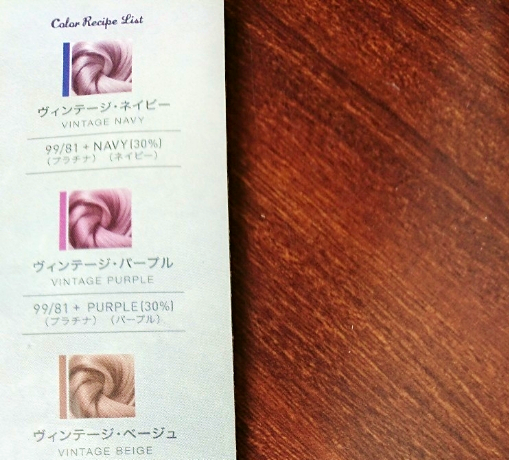 Color Recipe List
ヴィンテージ・ネイビー
VINTAGE NAVY
99/81 + NAVY(30%)
(プラチナ) (ネイビー)
ヴィンテージ・パープル
VINTAGE PURPLE
99/81 + PURPLE(30%)
(プラチナ) (パープル)
ヴィンテージ・ベージュ
VINTAGE BEIGE